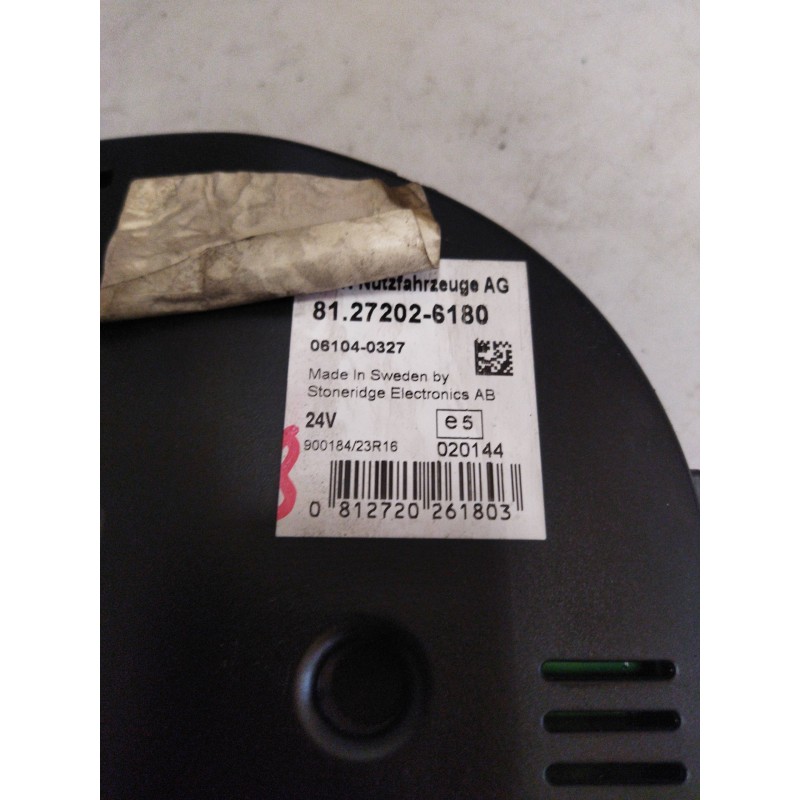 Nutzfahrzeuge AG
81.27202-6180
06104-0327
Made In Sweden by
Stoneridge Electronics AB
24V
e5
900184/23R16
020144
0 812720 261803